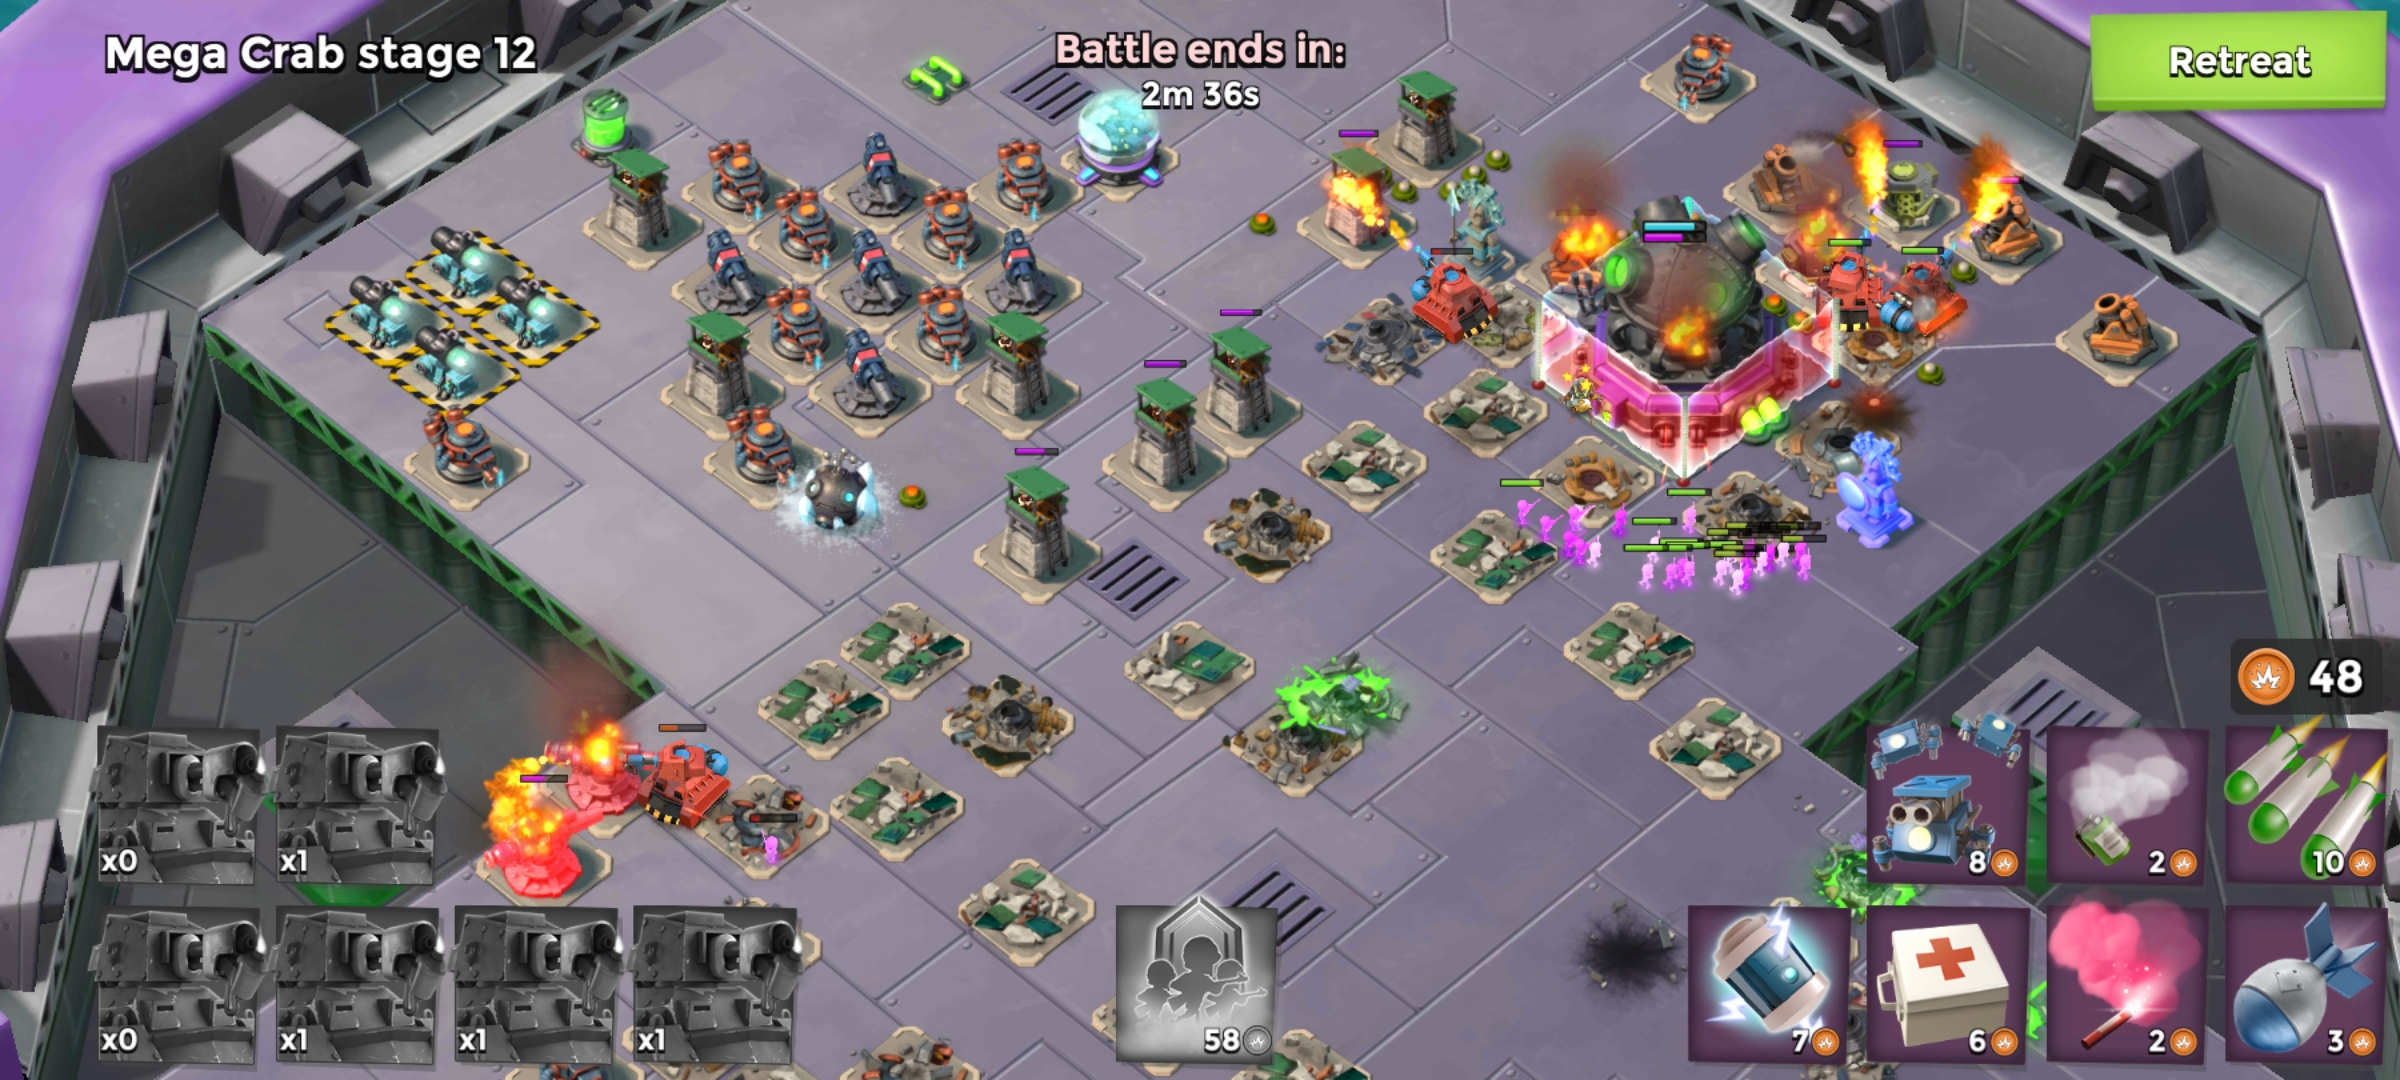 Mega Crab stage 12
Battle ends in:
2m 36s
Retreat
48
x0
x1
8
2
10
x0
x1
x1
x1
58
7
6
2
3